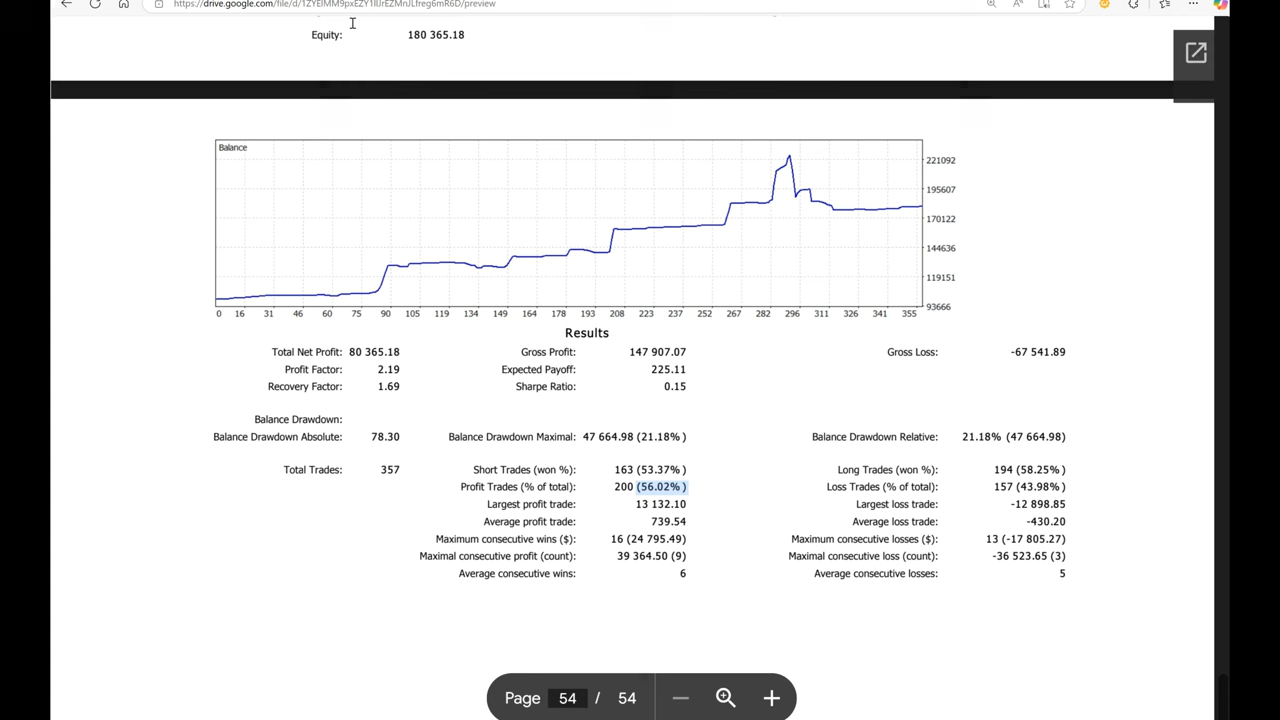 https://drive.google.com/file/d/1ZYEIMM9pxEZY1IIJrEZMnJLfreg6mR6D/preview
Equity: 180 365.18
Balance
221092
195607
170122
144636
119151
93666
0 16 31 46 60 75 90 105 119 134 149 163 178 193 208 223 237 252 267 282 296 311 326 341 355
Results
Total Net Profit: 80 365.18 Gross Profit: 147 907.07 Gross Loss: -67 541.89
Profit Factor: 2.19 Expected Payoff: 225.11
Recovery Factor: 1.69 Sharpe Ratio: 0.15
Balance Drawdown:
Balance Drawdown Absolute: 78.30 Balance Drawdown Maximal: 47 664.98 (21.18%) Balance Drawdown Relative: 21.18% (47 664.98)
Total Trades: 357 Short Trades (won %): 163 (53.37%) Long Trades (won %): 194 (58.25%)
Profit Trades (% of total): 200 (56.02%) Loss Trades (% of total): 157 (43.98%)
Largest profit trade: 13 132.10 Largest loss trade: -12 898.85
Average profit trade: 739.54 Average loss trade: -430.20
Maximum consecutive wins ($): 16 (24 795.49) Maximum consecutive losses ($): 13 (-17 805.27)
Maximal consecutive profit (count): 39 364.50 (9) Maximal consecutive loss (count): -36 523.65 (3)
Average consecutive wins: 6 Average consecutive losses: 5
Page 54 / 54